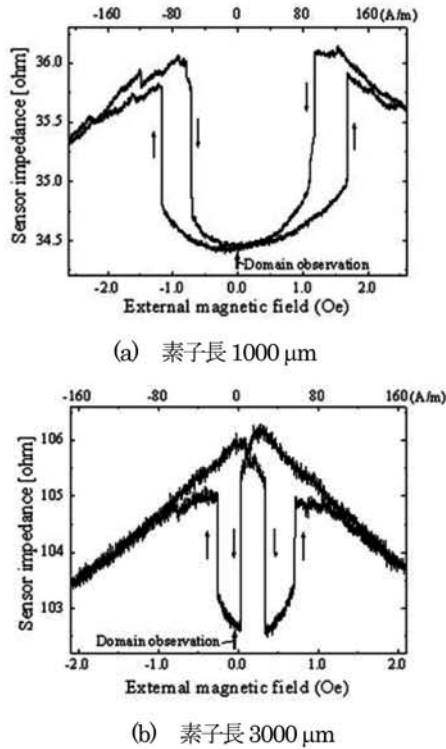 -160 -80 0 80 160 (A/m)
36.0
35.5
35.0
34.5
Sensor impedance [ohm]
Domain observation
-2.0 -1.0 0.0 1.0 2.0
External magnetic field (Oe)
(a) 素子長 1000 μm
-160 -80 0 80 160 (A/m)
106
105
104
103
Sensor impedance [ohm]
Domain observation
-2.0 -1.0 0.0 1.0 2.0
External magnetic field (Oe)
(b) 素子長 3000 μm